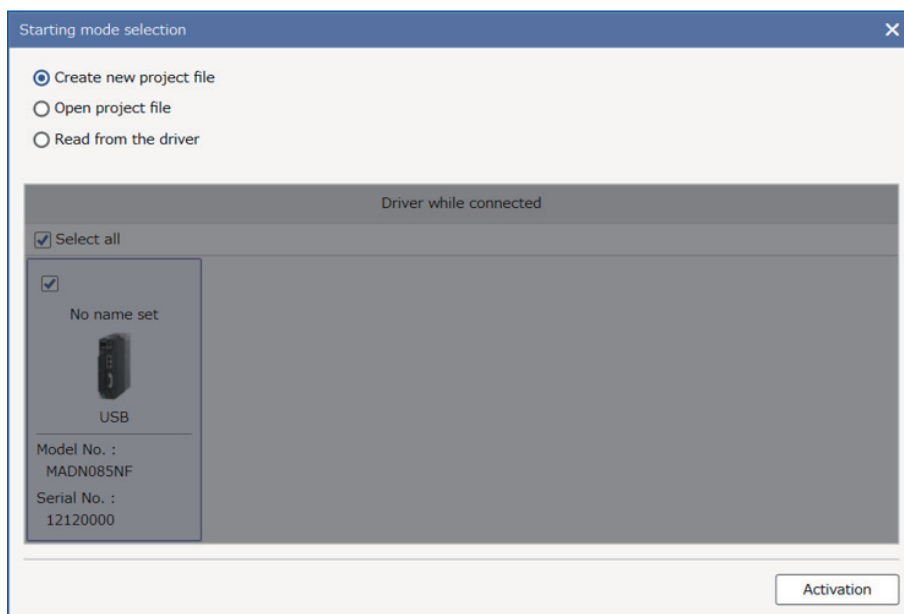 Starting mode selection
Create new project file
Open project file
Read from the driver
Driver while connected
Select all
No name set
USB
Model No. :
MADN085NF
Serial No. :
12120000
Activation